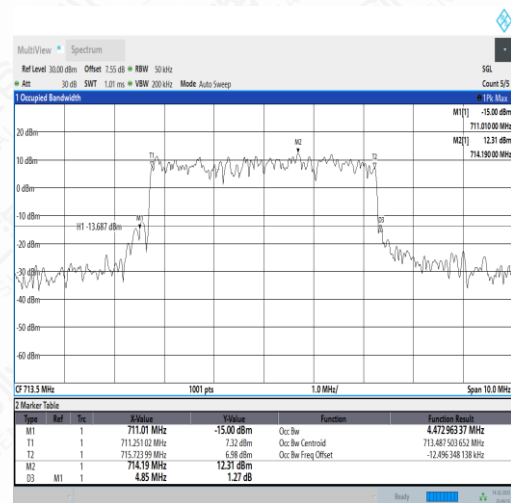 MultiView Spectrum
Ref Level 30.00 dBm Offset 7.55 dB RBW 50 kHz SGL
Att 30 dB SWT 1.01 ms VBW 200 kHz Mode Auto Sweep Count 5/5
1 Occupied Bandwidth 1Pk Max
M1[1] -15.00 dBm
711.010 00 MHz
M2[1] 12.31 dBm
714.190 00 MHz
20 dBm
M2
T1 T2
10 dBm
0 dBm
-10 dBm
M1 D3
H1 -13.687 dBm
-20 dBm
-30 dBm
-40 dBm
-50 dBm
-60 dBm
CF 713.5 MHz 1001 pts 1.0 MHz/ Span 10.0 MHz
2 Marker Table
Type Ref Trc X-Value Y-Value Function Function Result
M1 1 711.01 MHz -15.00 dBm Occ Bw 4.472 963 37 MHz
T1 1 711.251 02 MHz 7.32 dBm Occ Bw Centroid 713.487 503 652 MHz
T2 1 715.723 99 MHz 6.98 dBm Occ Bw Freq Offset -12.496 348 138 kHz
M2 1 714.19 MHz 12.31 dBm
D3 M1 1 4.85 MHz 1.27 dB
Ready